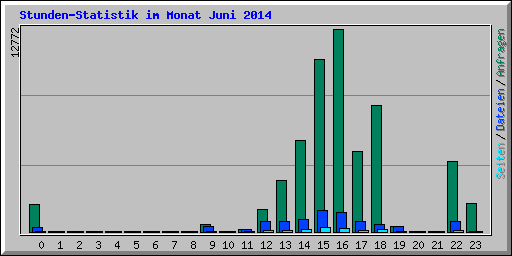 Stunden-Statistik im Monat Juni 2014
12772
Seiten/Dateien/Anfragen
0 1 2 3 4 5 6 7 8 9 10 11 12 13 14 15 16 17 18 19 20 21 22 23